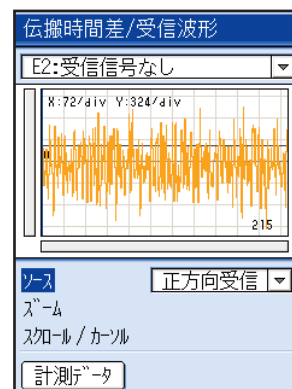 伝搬時間差/受信波形
E2:受信信号なし
X:72/div Y:324/div
215
ソース 正方向受信
ズーム
スクロール / カーソル
計測データ